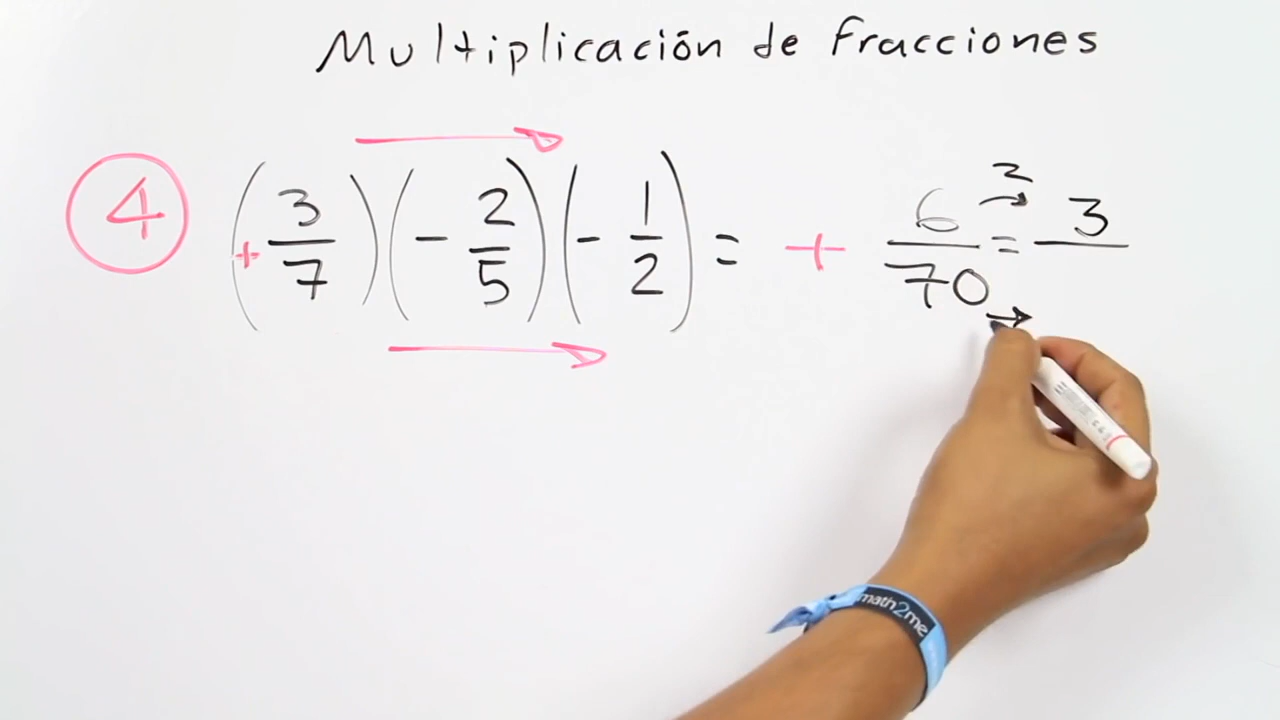 Multiplicación de fracciones
④ (+ 3/7)(- 2/5)(- 1/2) = + 6/70 = 3/
2
math2me